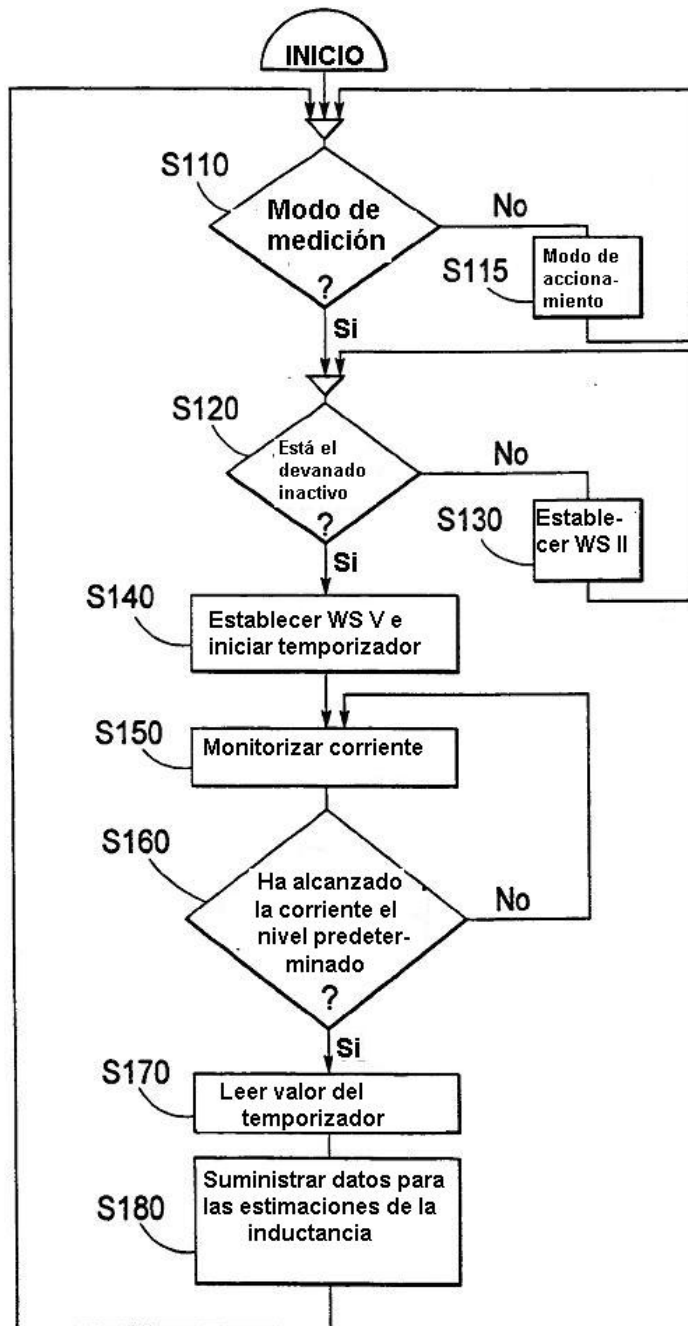 INICIO
S110
Modo de
medición
?
No
S115
Modo de
acciona-
miento
Si
S120
Está el
devanado
inactivo
?
No
S130
Estable-
cer WS II
Si
S140
Establecer WS V e
iniciar temporizador
S150
Monitorizar corriente
S160
Ha alcanzado
la corriente el
nivel predeter-
minado
?
No
Si
S170
Leer valor del
temporizador
S180
Suministrar datos para
las estimaciones de la
inductancia